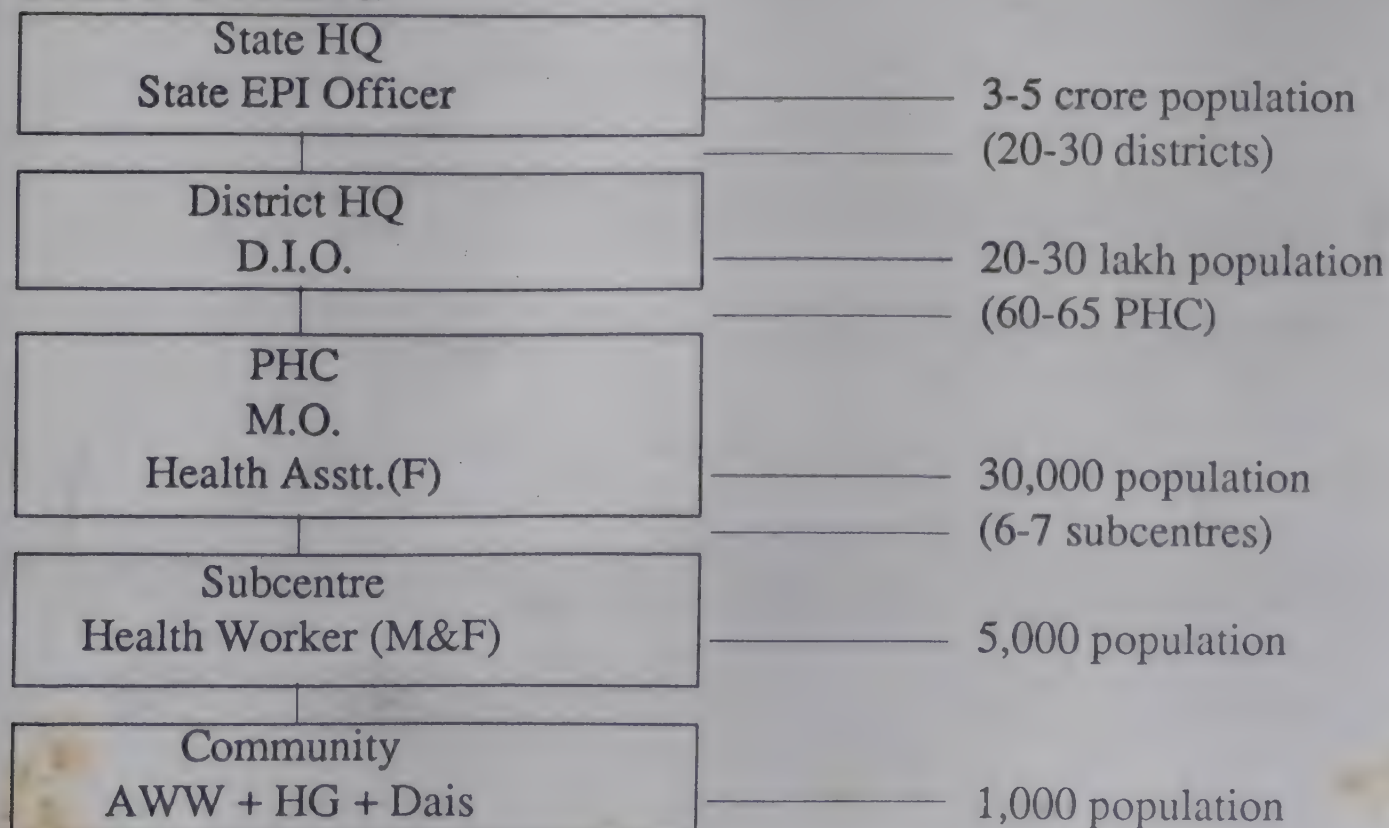 State HQ
State EPI Officer
3-5 crore population
(20-30 districts)
District HQ
D.I.O.
20-30 lakh population
(60-65 PHC)
PHC
M.O.
Health Asstt.(F)
30,000 population
(6-7 subcentres)
Subcentre
Health Worker (M&F)
5,000 population
Community
AWW + HG + Dais
1,000 population